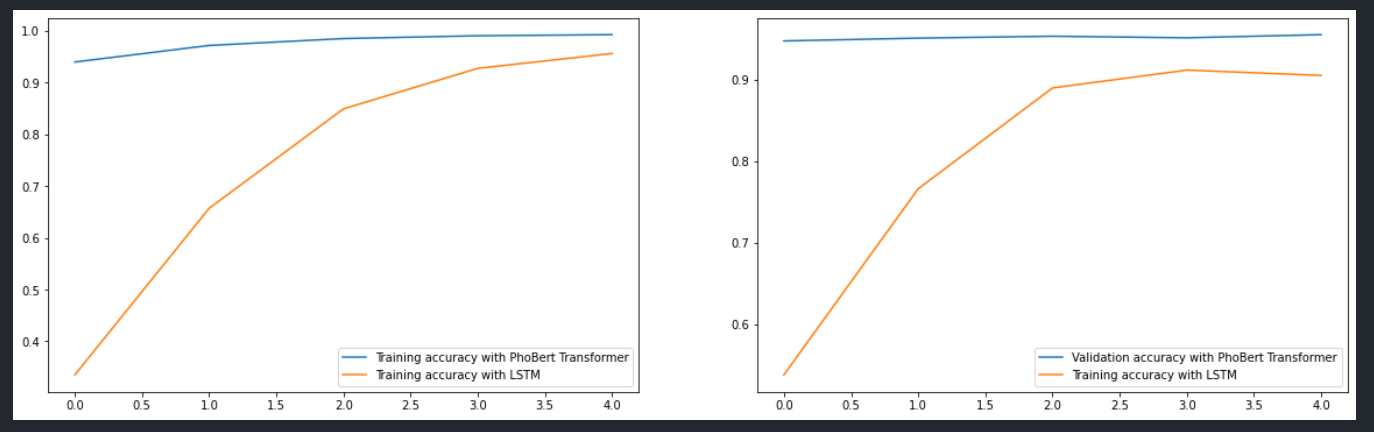 1.0
0.9
0.8
0.7
0.6
0.5
0.4
0.0 0.5 1.0 1.5 2.0 2.5 3.0 3.5 4.0
Training accuracy with PhoBert Transformer
Training accuracy with LSTM
0.9
0.8
0.7
0.6
0.0 0.5 1.0 1.5 2.0 2.5 3.0 3.5 4.0
Validation accuracy with PhoBert Transformer
Training accuracy with LSTM